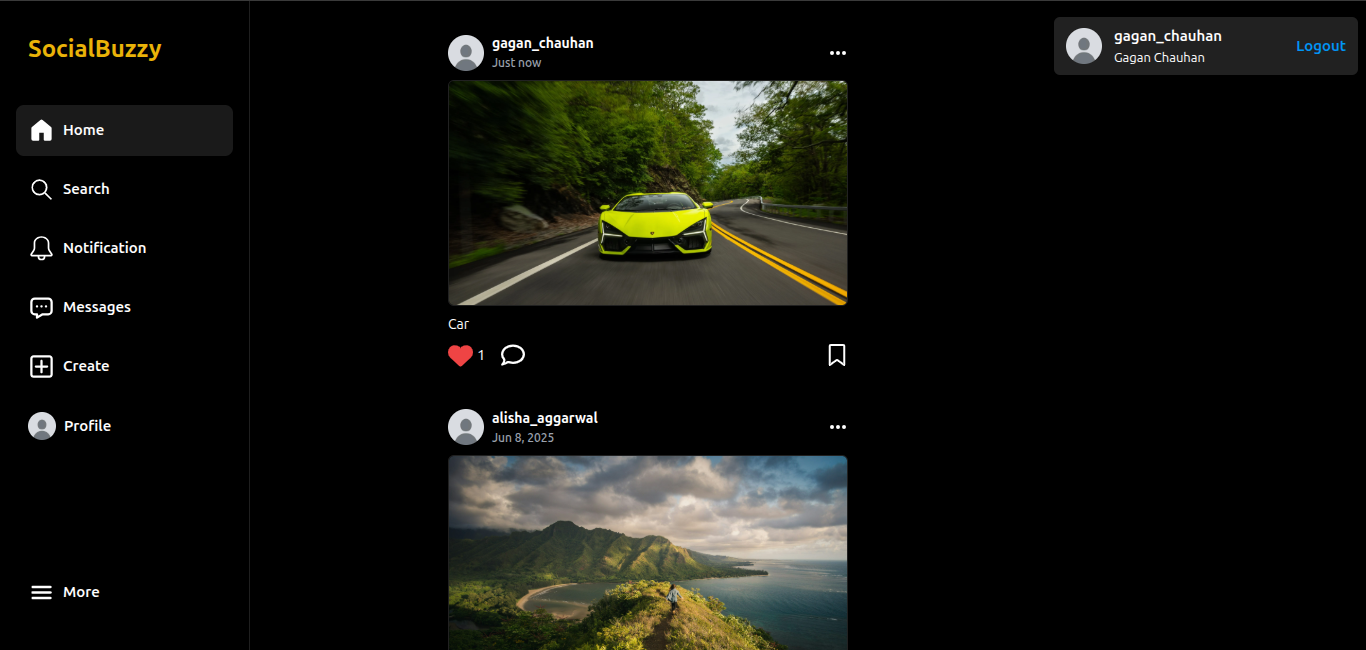 SocialBuzzy
Home
Search
Notification
Messages
Create
Profile
More
gagan_chauhan
Just now
Car
1
alisha_aggarwal
Jun 8, 2025
gagan_chauhan
Gagan Chauhan
Logout